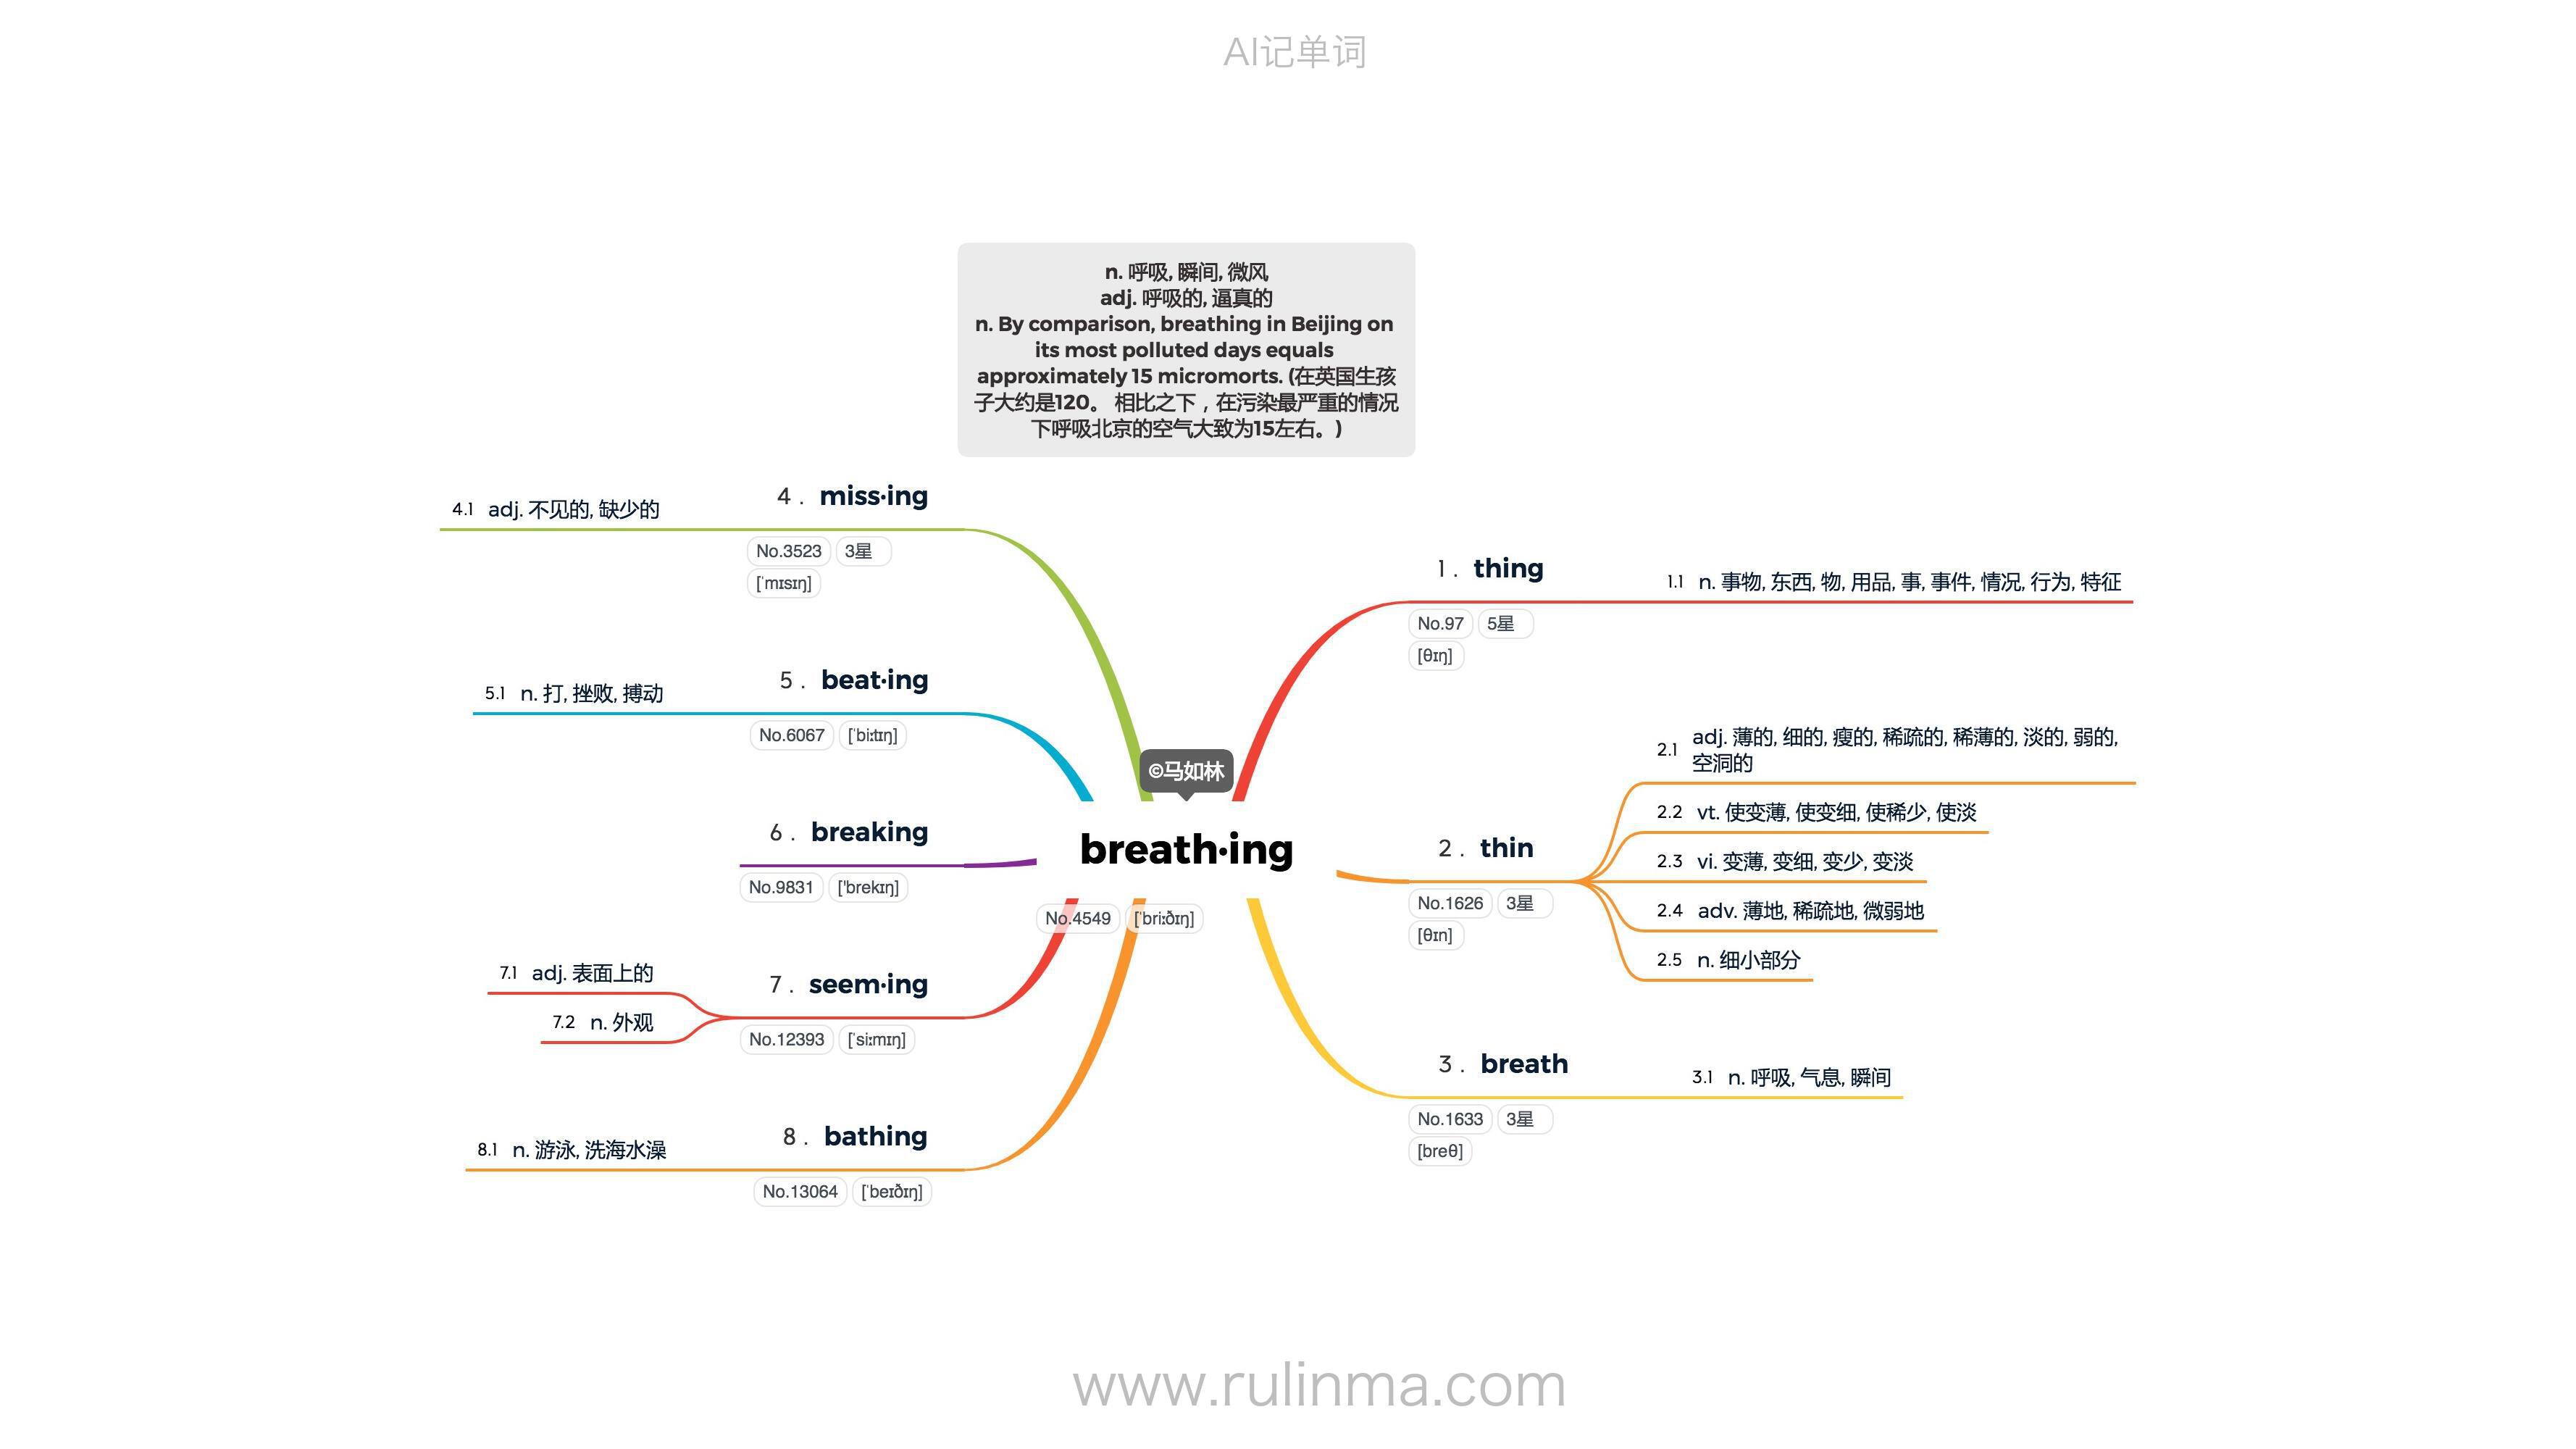 AI记单词
n. 呼吸, 瞬间, 微风
adj. 呼吸的, 逼真的
n. By comparison, breathing in Beijing on
its most polluted days equals
approximately 15 micromorts. (在英国生孩
子大约是120。 相比之下，在污染最严重的情况
下呼吸北京的空气大致为15左右。)
©马如林
breath·ing
No.4549 [ˈbriːðɪŋ]
1 . thing
No.97 5星
[θɪŋ]
1.1 n. 事物, 东西, 物, 用品, 事, 事件, 情况, 行为, 特征
2 . thin
No.1626 3星
[θɪn]
2.1 adj. 薄的, 细的, 瘦的, 稀疏的, 稀薄的, 淡的, 弱的,
空洞的
2.2 vt. 使变薄, 使变细, 使稀少, 使淡
2.3 vi. 变薄, 变细, 变少, 变淡
2.4 adv. 薄地, 稀疏地, 微弱地
2.5 n. 细小部分
3 . breath
No.1633 3星
[breθ]
3.1 n. 呼吸, 气息, 瞬间
4 . miss·ing
No.3523 3星
[ˈmɪsɪŋ]
4.1 adj. 不见的, 缺少的
5 . beat·ing
No.6067 [ˈbiːtɪŋ]
5.1 n. 打, 挫败, 搏动
6 . breaking
No.9831 ['brekɪŋ]
7 . seem·ing
No.12393 [ˈsiːmɪŋ]
7.1 adj. 表面上的
7.2 n. 外观
8 . bathing
No.13064 [ˈbeɪðɪŋ]
8.1 n. 游泳, 洗海水澡
www.rulinma.com